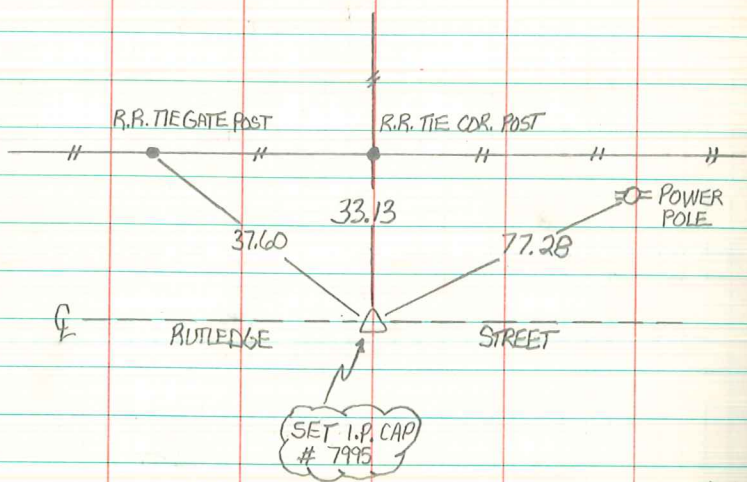 R.R. TIE GATE POST
R.R. TIE COR. POST
33.13
POWER
POLE
37.60
77.28
℄
RUTLEDGE
STREET
SET I.P. CAP
# 7995